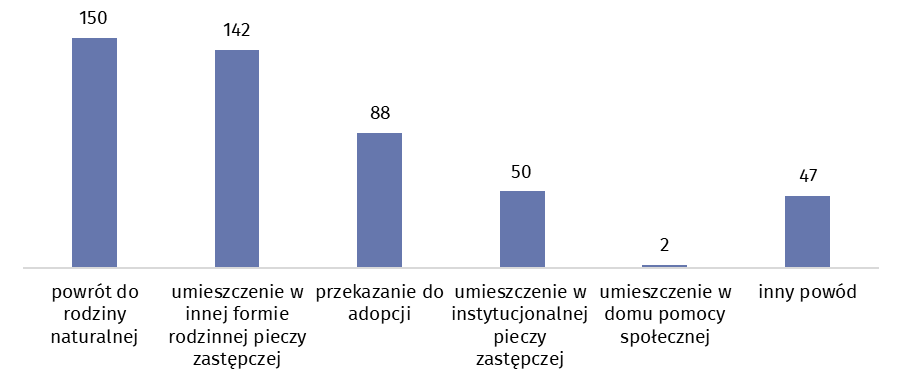 150
142
88
50
2
47
powrót do
rodziny
naturalnej
umieszczenie w
innej formie
rodzinnej pieczy
zastępczej
przekazanie do
adopcji
umieszczenie w
instytucjonalnej
pieczy
zastępczej
umieszczenie w
domu pomocy
społecznej
inny powód